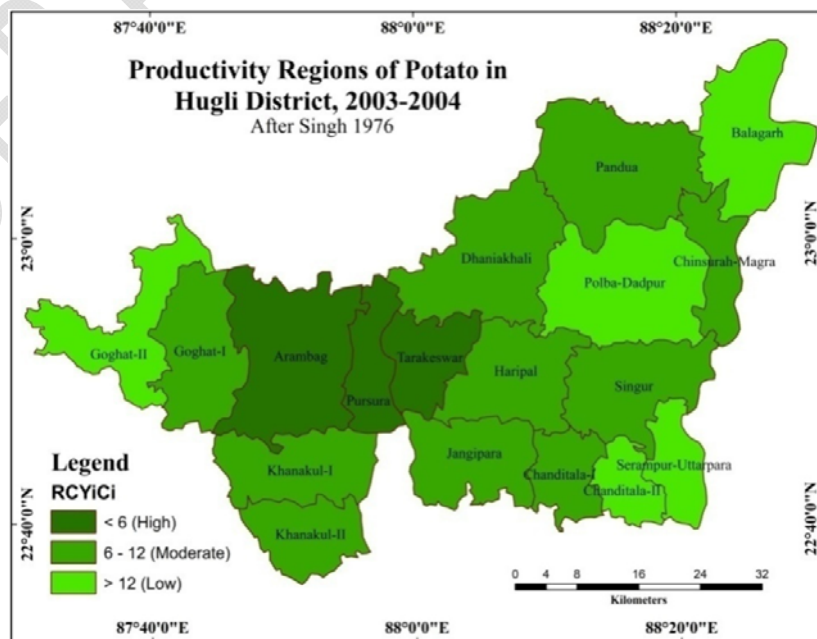 87°40'0"E 88°0'0"E 88°20'0"E
Productivity Regions of Potato in
Hugli District, 2003-2004
After Singh 1976
Balagarh
Pandua
23°0'0"N
23°0'0"N
Dhaniakhali
Chinsurah-Magra
Polba-Dadpur
Goghat-II
Goghat-I
Arambag
Tarakeswar
Haripal
Singur
Pursura
Jangipara
Serampur-Uttarpara
Khanakul-I
Chanditala-I
Chanditala-II
Khanakul-II
Legend
RCYiCi
< 6 (High)
6 - 12 (Moderate)
> 12 (Low)
22°40'0"N
22°40'0"N
0 4 8 16 24 32
Kilometers
87°40'0"E 88°0'0"E 88°20'0"E